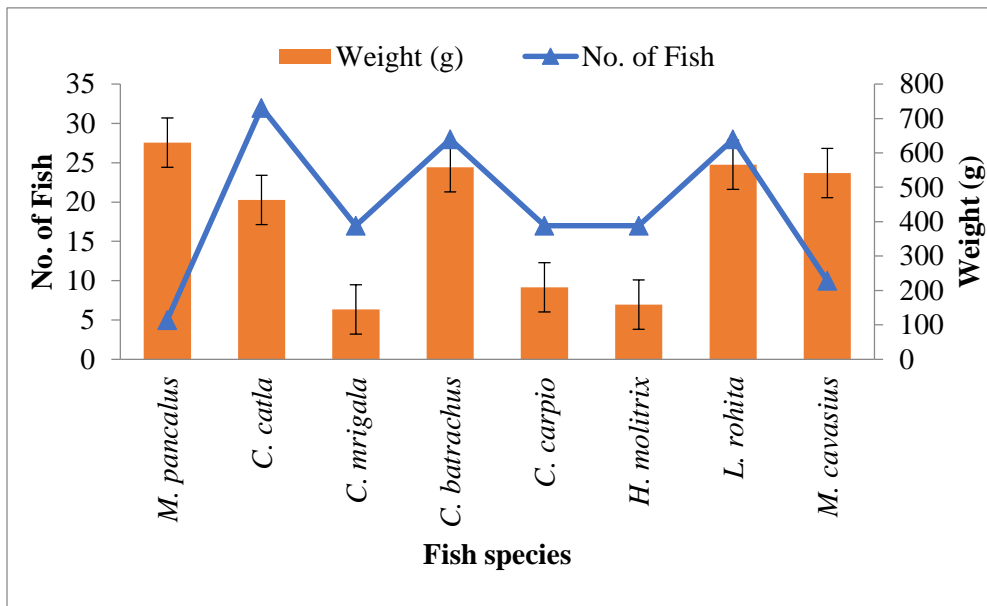 Weight (g) No. of Fish
35
30
25
20
15
10
5
0
No. of Fish
800
700
600
500
400
300
200
100
0
Weight (g)
M. pancalus
C. catla
C. mrigala
C. batrachus
C. carpio
H. molitrix
L. rohita
M. cavasius
Fish species